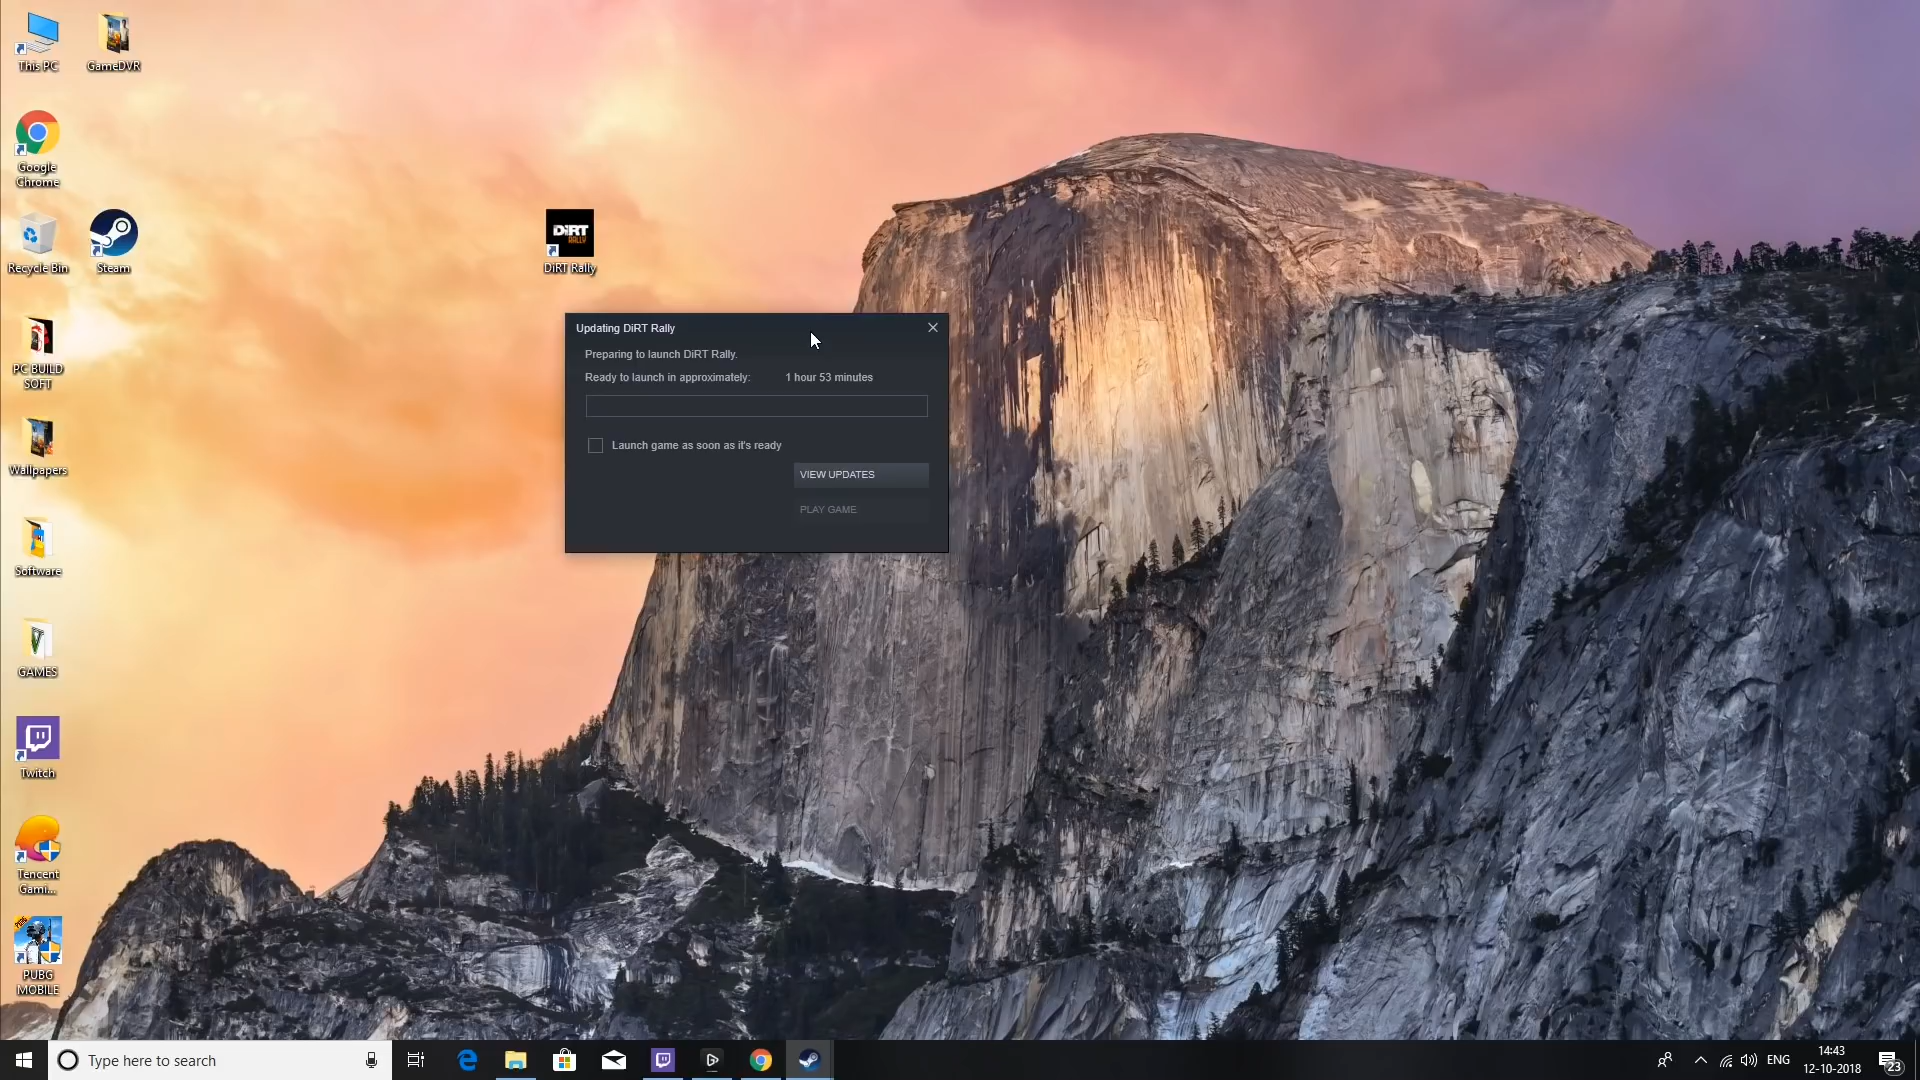 This PC
GameDVR
Google
Chrome
Recycle Bin
Steam
DiRT
RALLY
DiRT Rally
PC BUILD
SOFT
Wallpapers
Software
GAMES
Twitch
Tencent
Gami...
PUBG
MOBILE
Updating DiRT Rally
Preparing to launch DiRT Rally.
Ready to launch in approximately: 1 hour 53 minutes
Launch game as soon as it's ready
VIEW UPDATES
PLAY GAME
Type here to search
ENG
14:43
12-10-2018
23